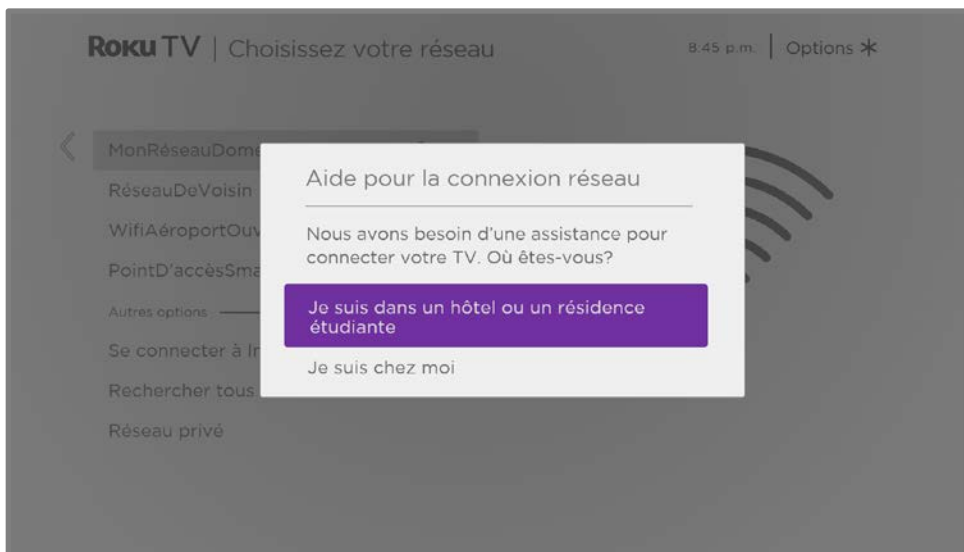 Roku TV | Choisissez votre réseau
8:45 p.m. | Options
MonRéseauDome
RéseauDeVoisin
WifiAéroportOuv
PointD'accèsSma
Autres options
Se connecter à In
Rechercher tous
Réseau privé
Aide pour la connexion réseau
Nous avons besoin d'une assistance pour
connecter votre TV. Où êtes-vous?
Je suis dans un hôtel ou un résidence
étudiante
Je suis chez moi